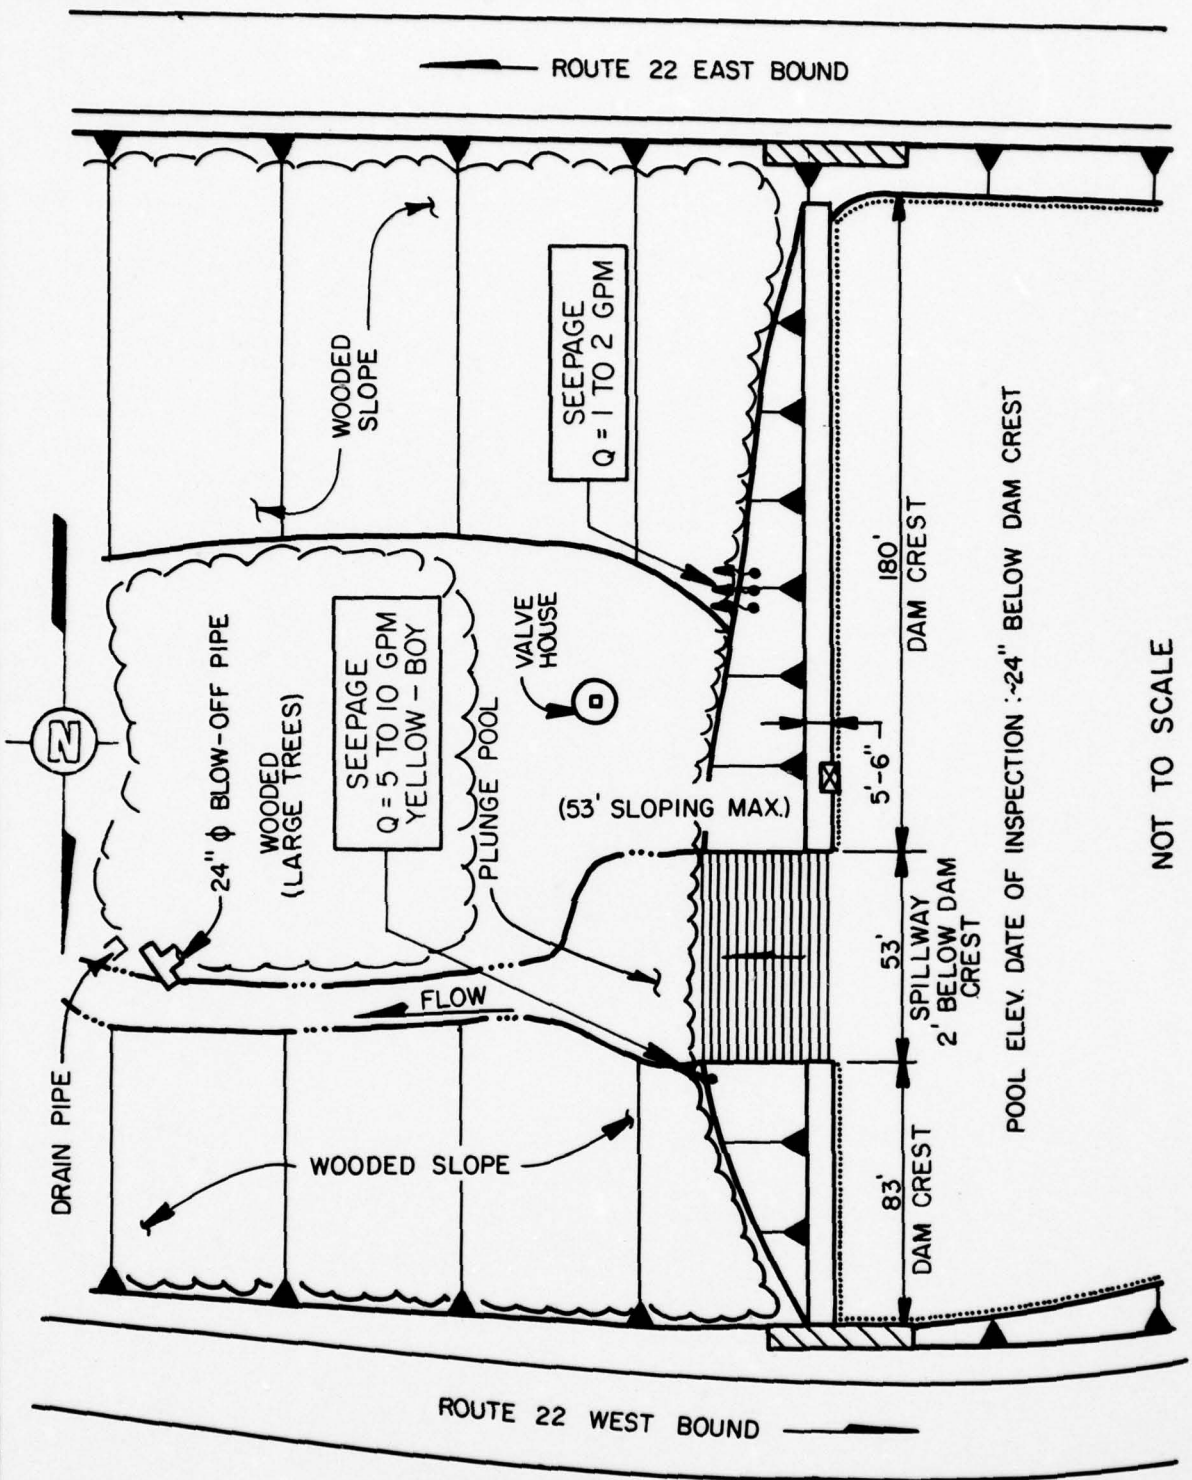 ROUTE 22 EAST BOUND
WOODED
SLOPE
SEEPAGE
Q = 1 TO 2 GPM
N
24" ϕ BLOW-OFF PIPE
WOODED
(LARGE TREES)
SEEPAGE
Q = 5 TO 10 GPM
YELLOW - BOY
VALVE
HOUSE
PLUNGE POOL
(53' SLOPING MAX.)
5'-6"
180'
DAM CREST
53'
SPILLWAY
2' BELOW DAM
CREST
83'
DAM CREST
POOL ELEV. DATE OF INSPECTION :~24" BELOW DAM CREST
NOT TO SCALE
FLOW
DRAIN PIPE
WOODED SLOPE
ROUTE 22 WEST BOUND